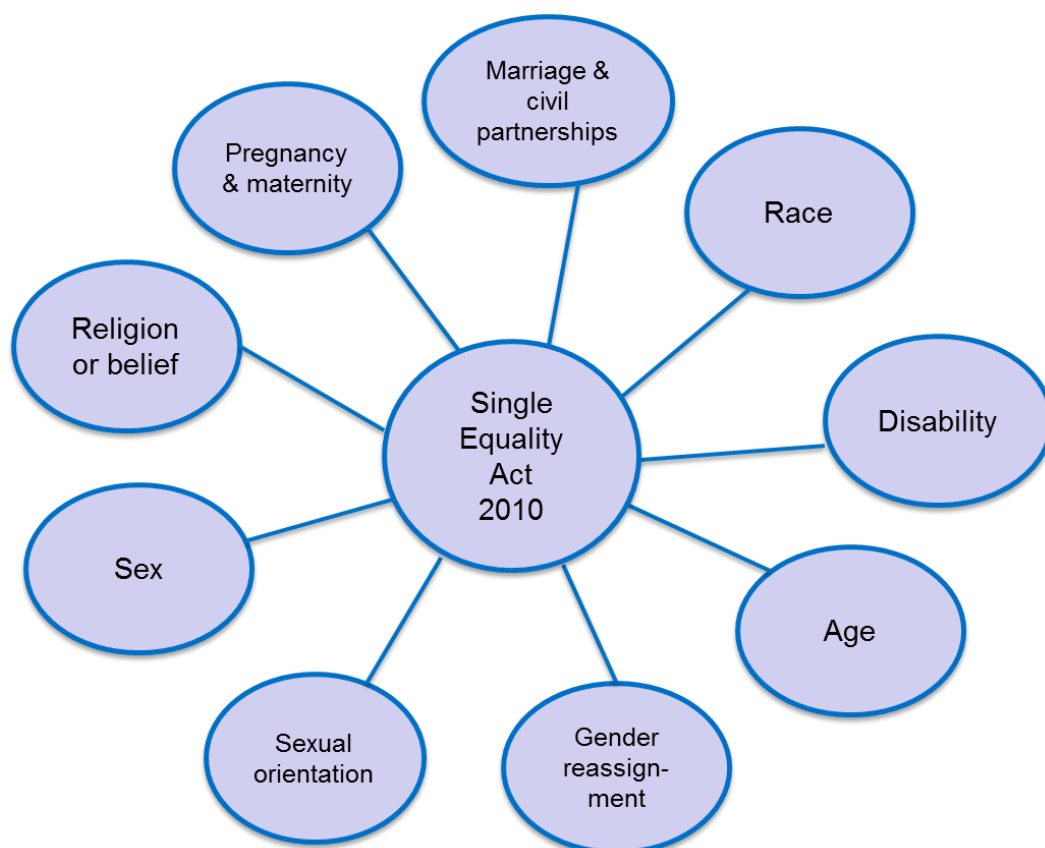 Marriage &
civil
partnerships
Pregnancy
& maternity
Race
Religion
or belief
Disability
Single
Equality
Act
2010
Sex
Age
Sexual
orientation
Gender
reassign-
ment